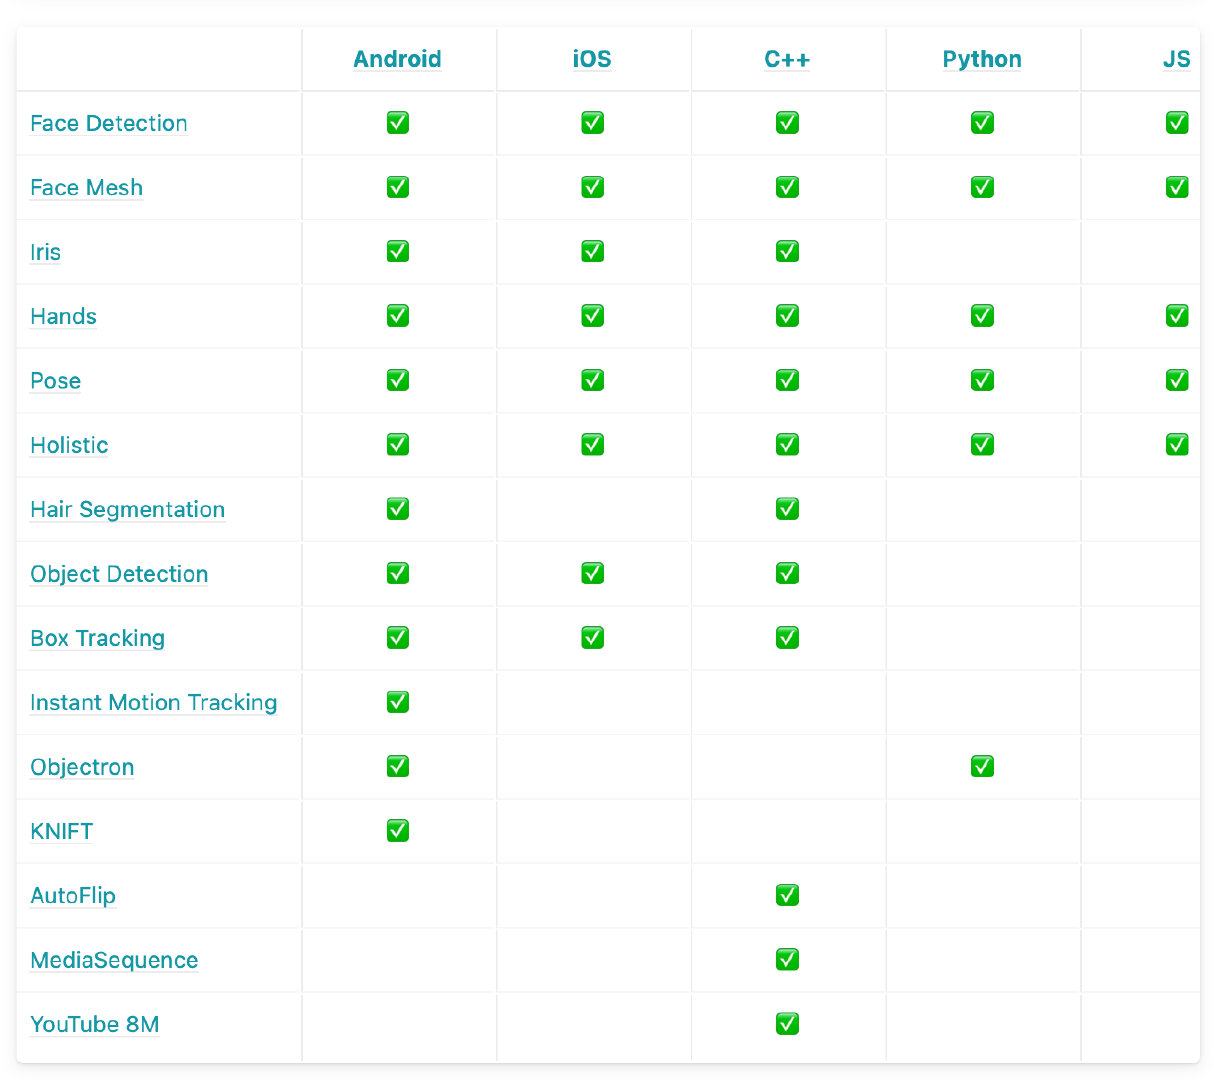 Android iOS C++ Python JS
Face Detection ✅ ✅ ✅ ✅ ✅
Face Mesh ✅ ✅ ✅ ✅ ✅
Iris ✅ ✅ ✅
Hands ✅ ✅ ✅ ✅ ✅
Pose ✅ ✅ ✅ ✅ ✅
Holistic ✅ ✅ ✅ ✅ ✅
Hair Segmentation ✅ ✅
Object Detection ✅ ✅ ✅
Box Tracking ✅ ✅ ✅
Instant Motion Tracking ✅
Objectron ✅ ✅
KNIFT ✅
AutoFlip ✅
MediaSequence ✅
YouTube 8M ✅